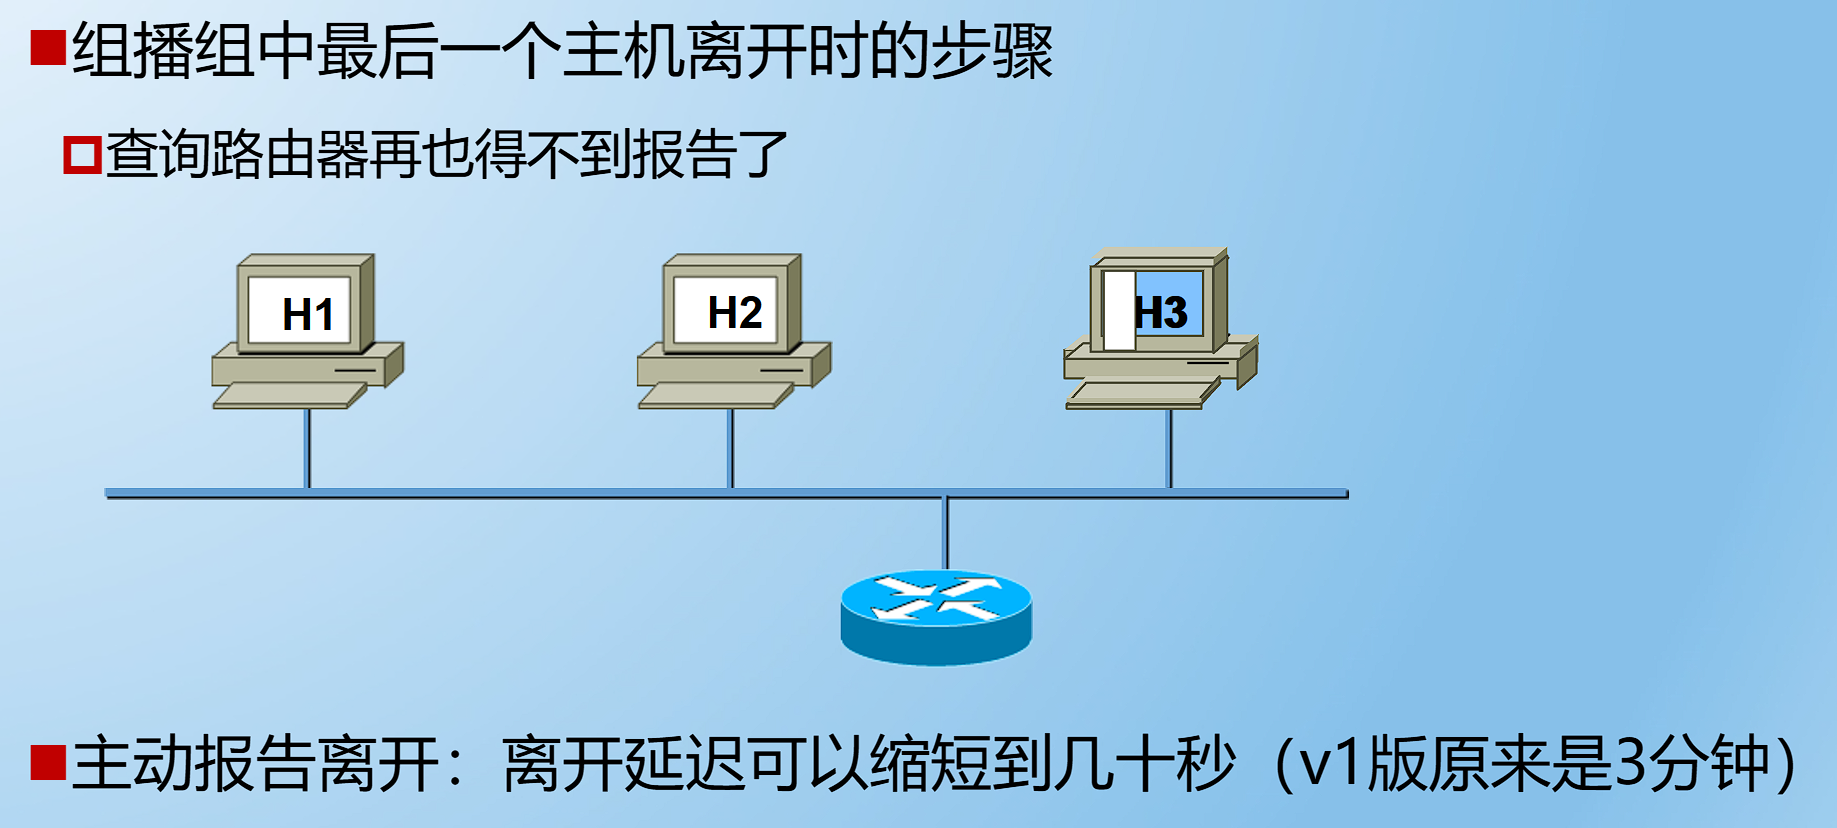 组播组中最后一个主机离开时的步骤
查询路由器再也得不到报告了
H1 H2 H3
主动报告离开：离开延迟可以缩短到几十秒（v1版原来是3分钟）